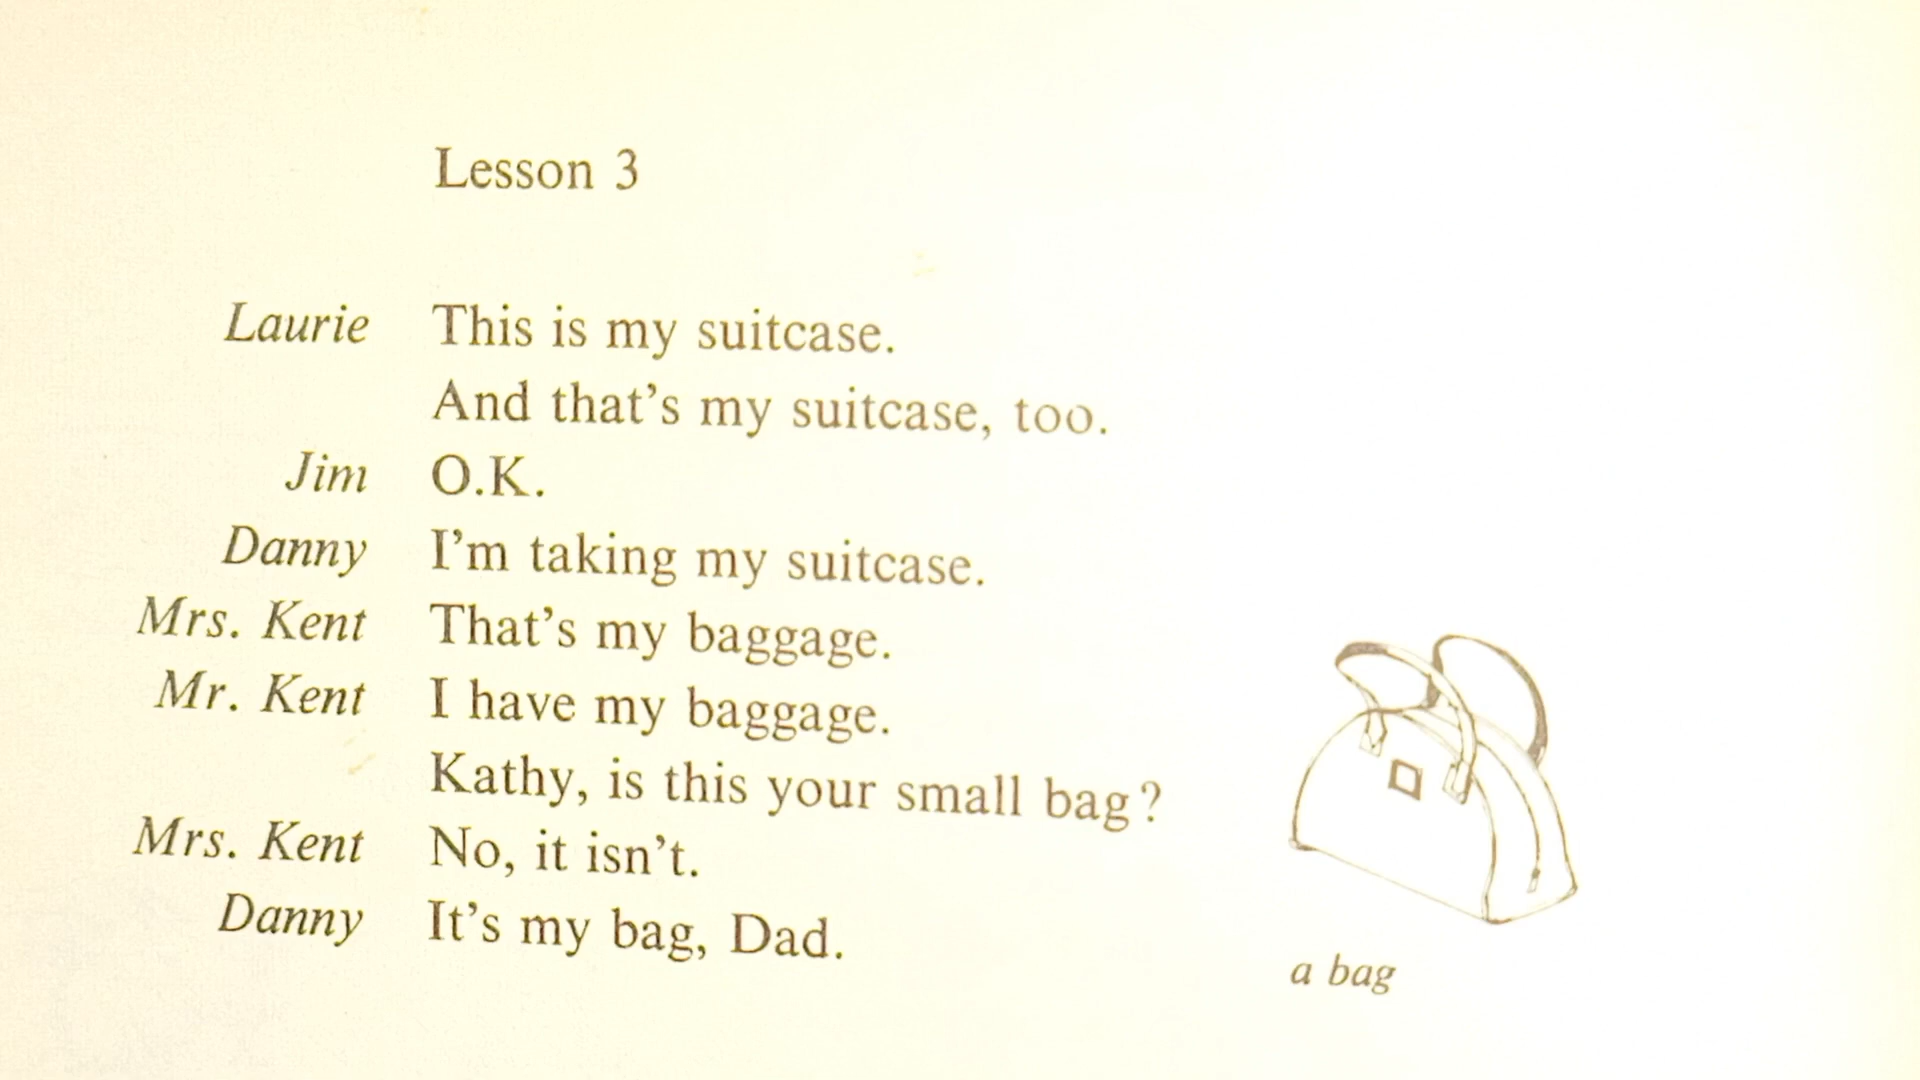 Lesson 3
Laurie This is my suitcase.
And that's my suitcase, too.
Jim O.K.
Danny I'm taking my suitcase.
Mrs. Kent That's my baggage.
Mr. Kent I have my baggage.
Kathy, is this your small bag?
Mrs. Kent No, it isn't.
Danny It's my bag, Dad.
a bag